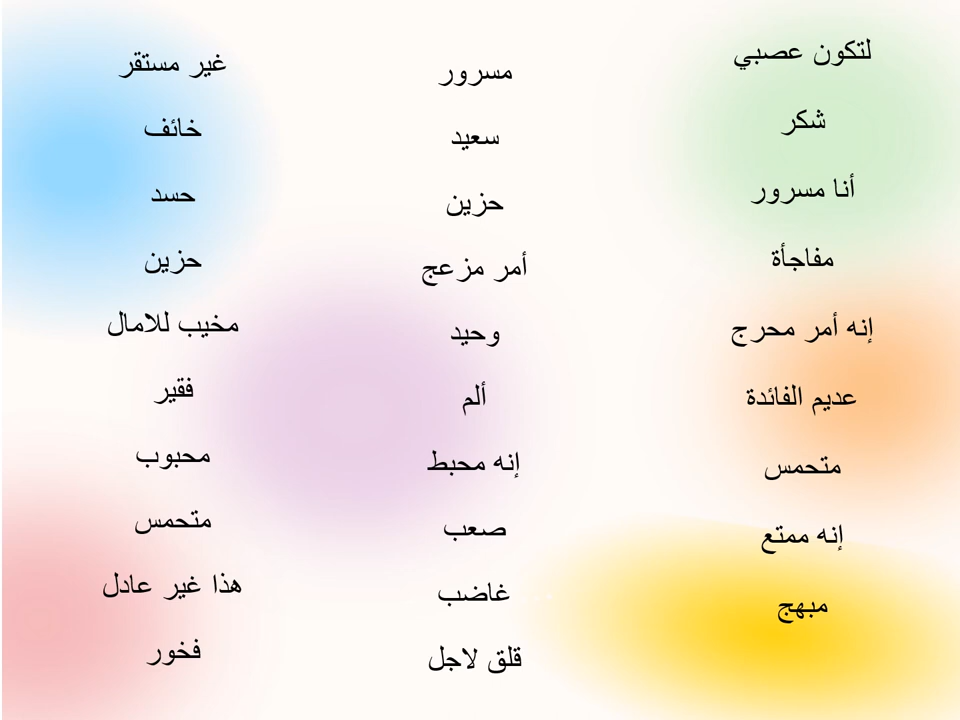 لتكون عصبي
شكر
أنا مسرور
مفاجأة
إنه أمر محرج
عديم الفائدة
متحمس
إنه ممتع
مبهج
مسرور
سعيد
حزين
أمر مزعج
وحيد
ألم
إنه محبط
صعب
غاضب
قلق لاجل
غير مستقر
خائف
حسد
حزين
مخيب للامال
فقير
محبوب
متحمس
هذا غير عادل
فخور